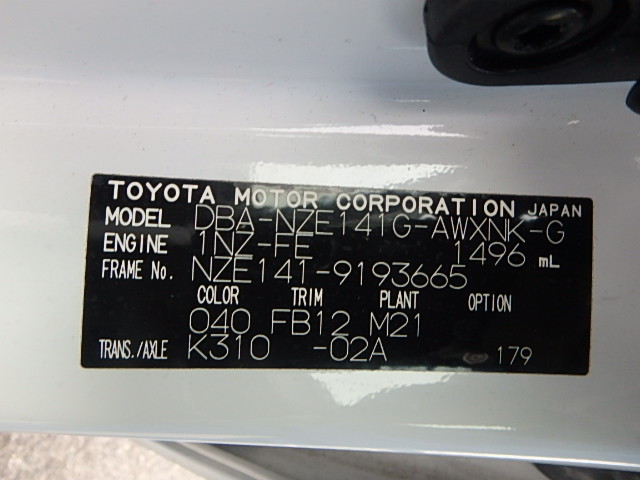 TOYOTA MOTOR CORPORATION JAPAN
MODEL DBA-NZE141G-AWXNK-G
ENGINE 1NZ-FE 1496 mL
FRAME No. NZE141-9193665
COLOR TRIM PLANT OPTION
040 FB12 M21
TRANS./AXLE K310 -02A 179